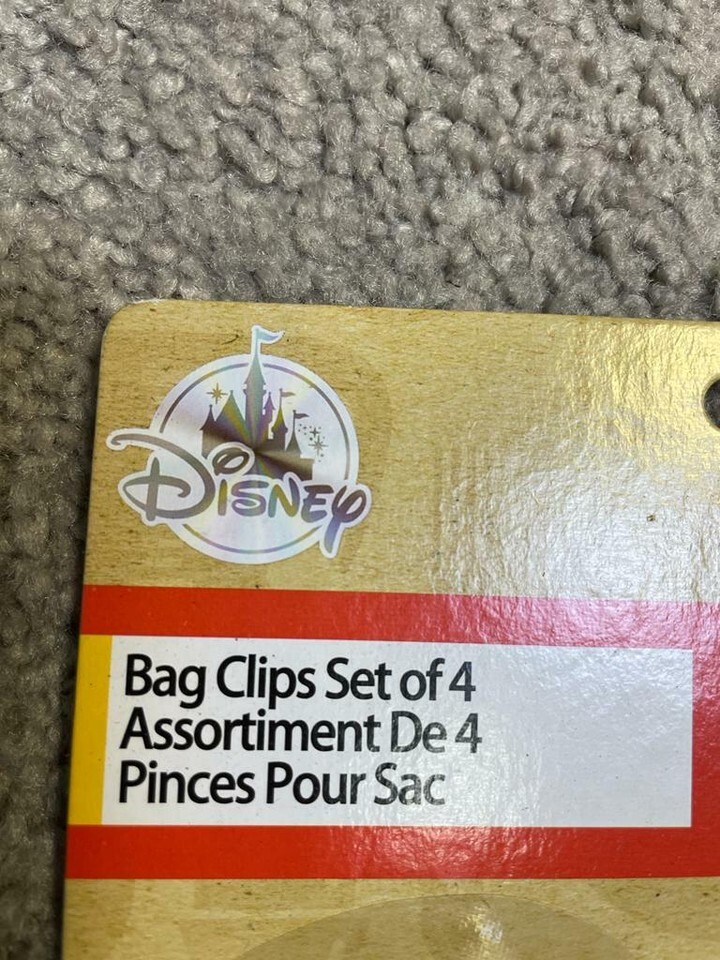 Disney
Bag Clips Set of 4
Assortiment De 4
Pinces Pour Sac